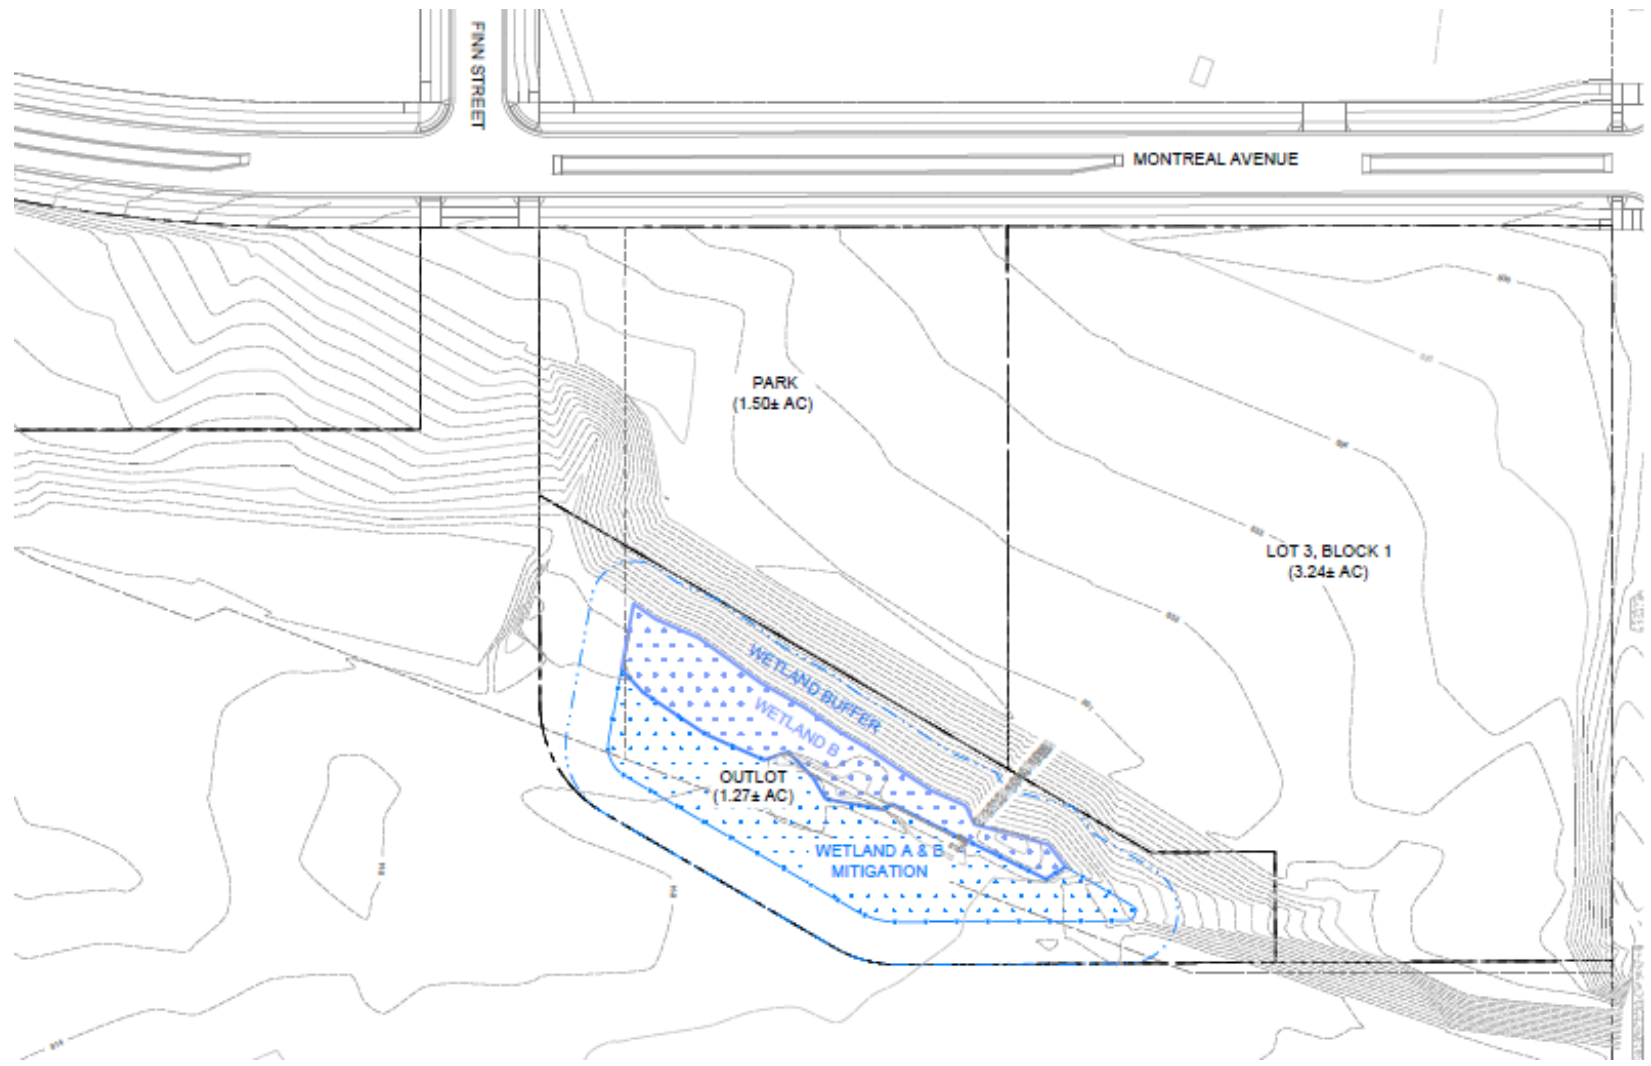 FINN STREET
MONTREAL AVENUE
PARK
(1.50± AC)
LOT 3, BLOCK 1
(3.24± AC)
WETLAND BUFFER
WETLAND B
OUTLOT
(1.27± AC)
WETLAND A & B
MITIGATION